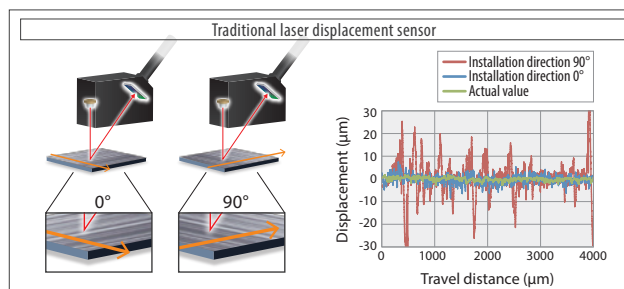 Traditional laser displacement sensor
Installation direction 90°
Installation direction 0°
Actual value
0°
90°
Displacement (μm)
30
20
10
0
-10
-20
-30
0
1000
2000
3000
4000
Travel distance (μm)